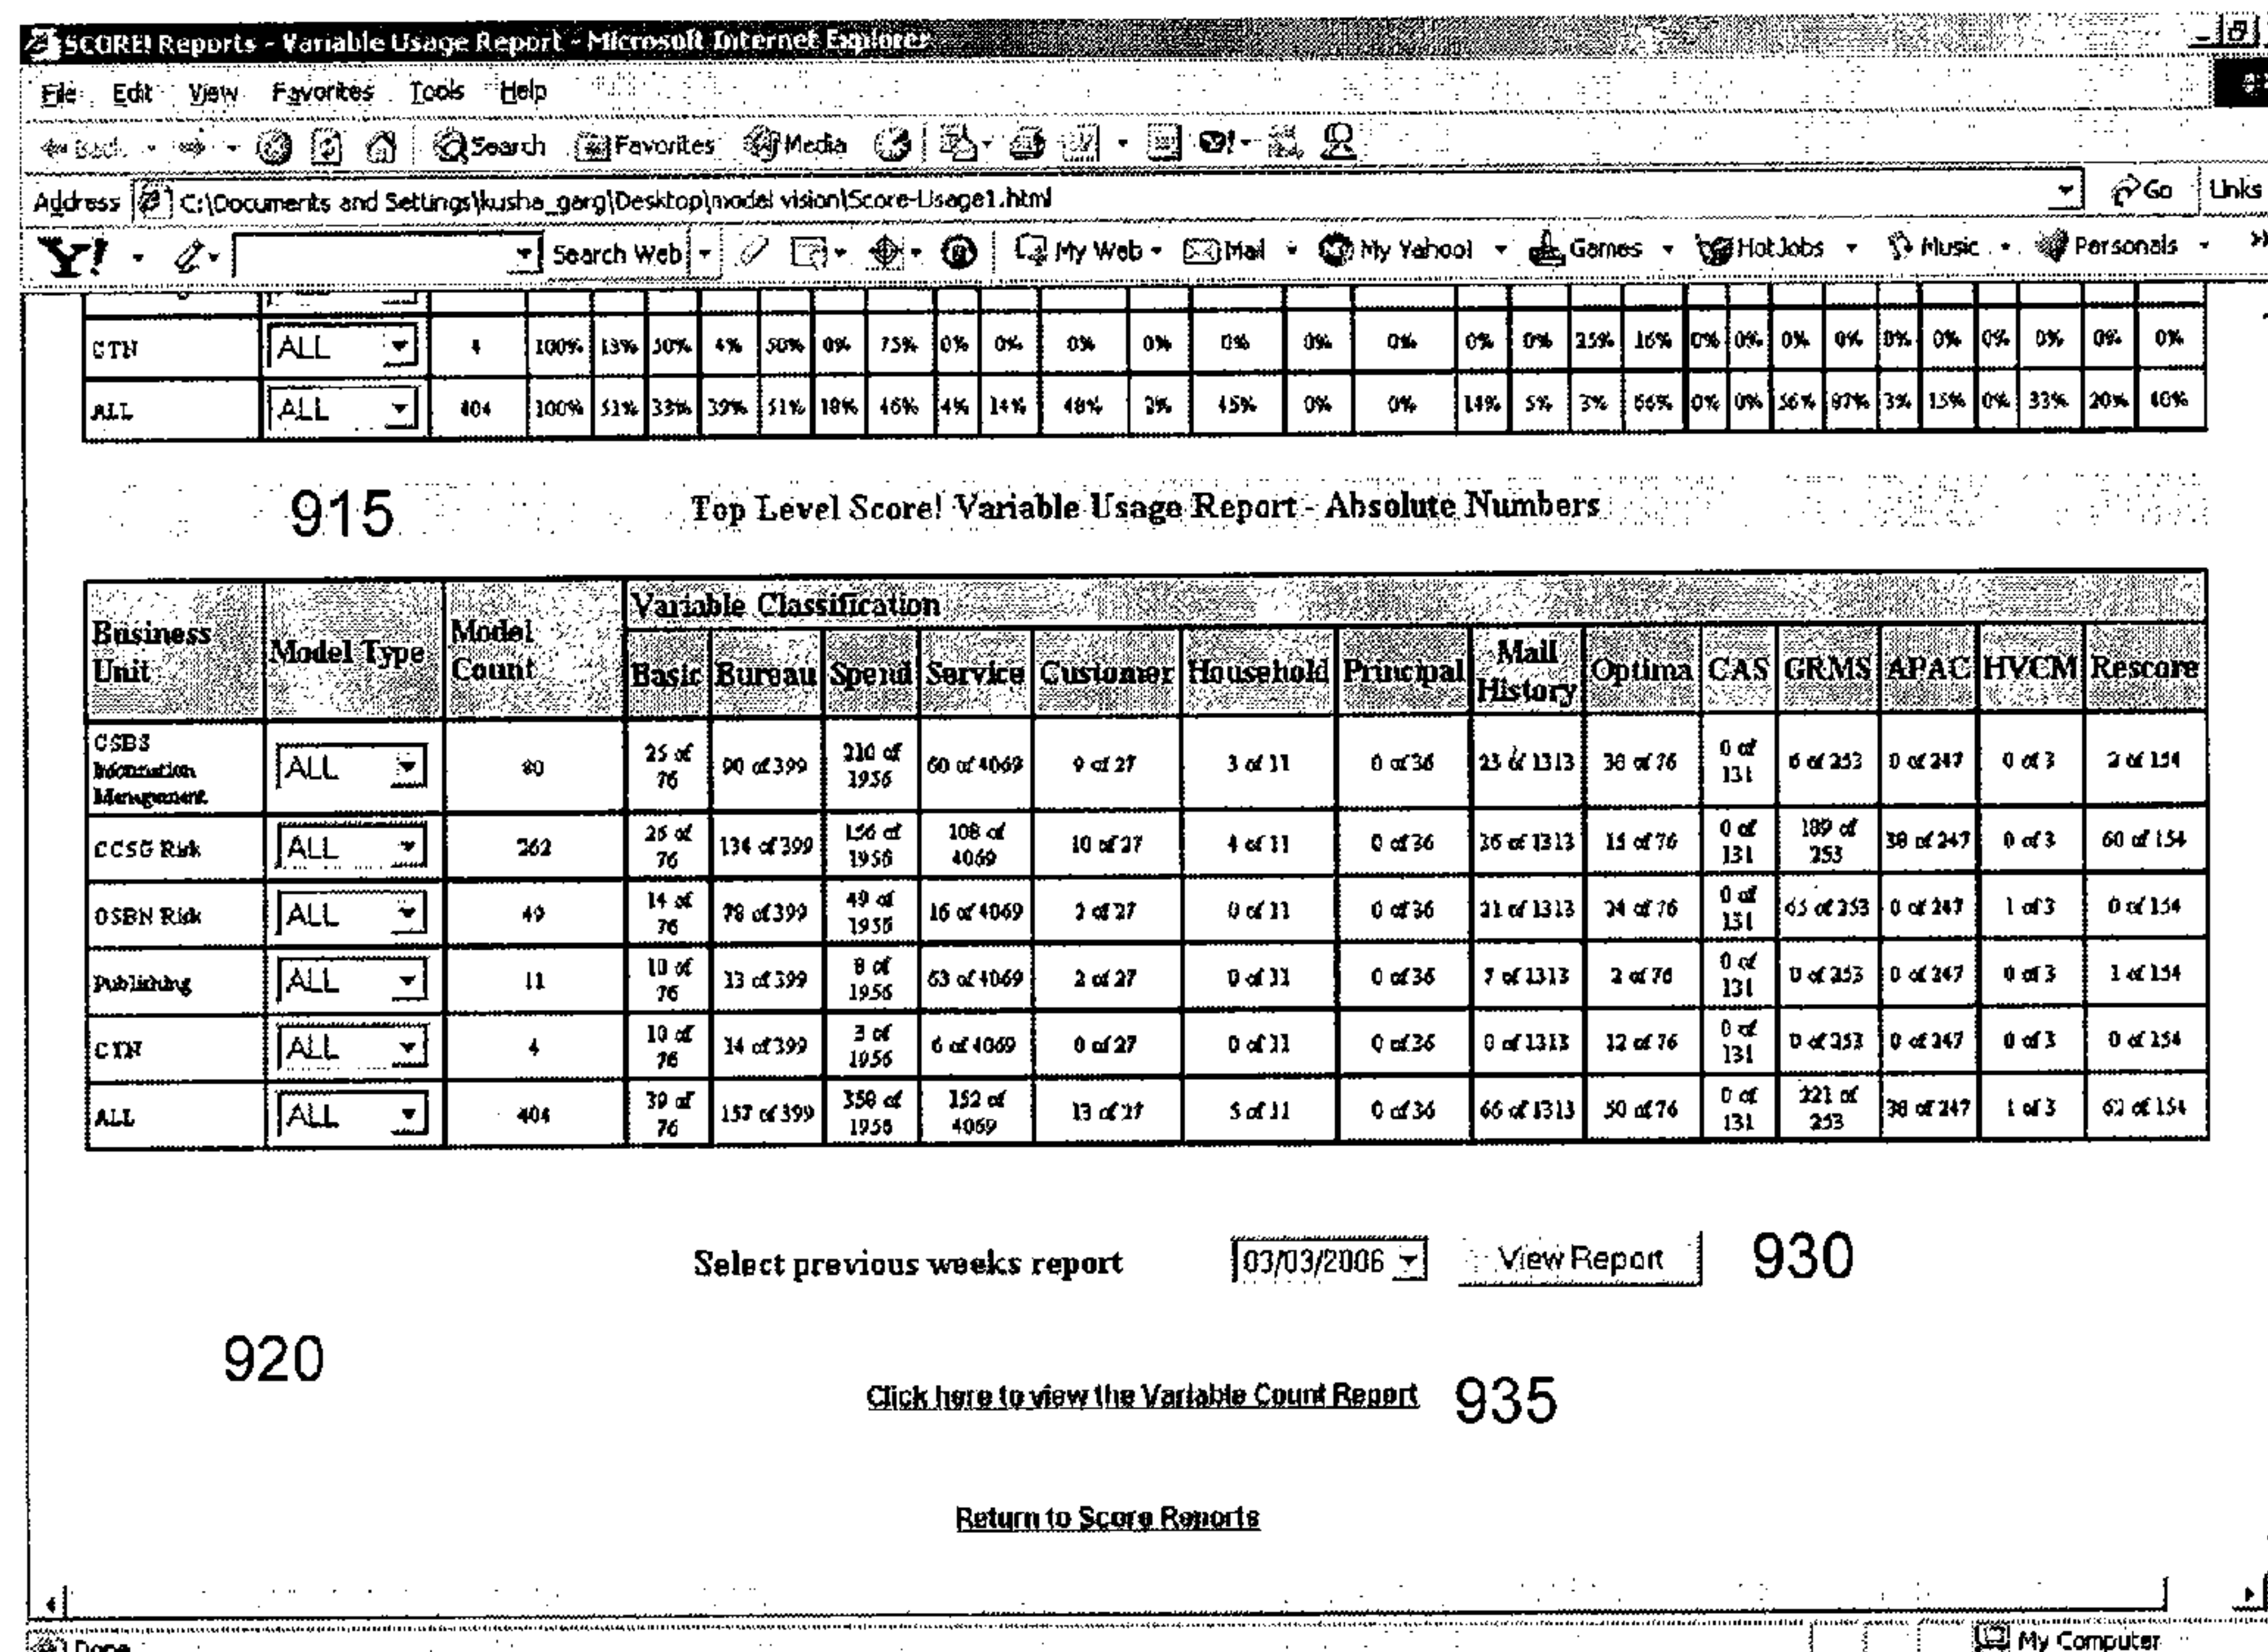 SCORE! Reports - Variable Usage Report - Microsoft Internet Explorer
File Edit View Favorites Tools Help
Back Search Favorites Media
Address C:\Documents and Settings\kusha_garg\Desktop\model vision\Score-Usage1.html Go Links
Y! Search Web My Web Mail My Yahoo! Games HotJobs Music Personals »
CTN ALL 4 100% 13% 50% 4% 50% 0% 75% 0% 0% 0% 0% 0% 0% 0% 0% 0% 25% 16% 0% 0% 0% 0% 0% 0% 0% 0% 0% 0%
ALL ALL 404 100% 51% 33% 39% 51% 18% 46% 4% 14% 48% 2% 45% 0% 0% 14% 5% 3% 66% 0% 0% 56% 87% 3% 15% 0% 33% 20% 40%
915 Top Level Score! Variable Usage Report - Absolute Numbers
Business Unit Model Type Model Count Variable Classification
Basic Bureau Spend Service Customer Household Principal Mail History Optima CAS GRMS APAC HVCM Rescore
CSBS Information Management ALL 80 25 of 76 90 of 399 210 of 1956 60 of 4069 9 of 27 3 of 11 0 of 36 23 of 1313 38 of 76 0 of 131 6 of 253 0 of 247 0 of 3 2 of 154
CCSG Risk ALL 262 26 of 76 134 of 399 156 of 1956 108 of 4069 10 of 27 4 of 11 0 of 36 36 of 1313 15 of 76 0 of 131 189 of 253 38 of 247 0 of 3 60 of 154
OSBN Risk ALL 49 14 of 76 78 of 399 49 of 1956 16 of 4069 2 of 27 0 of 11 0 of 36 21 of 1313 24 of 76 0 of 131 65 of 253 0 of 247 1 of 3 0 of 154
Publishing ALL 11 10 of 76 13 of 399 8 of 1956 63 of 4069 2 of 27 0 of 11 0 of 36 7 of 1313 2 of 76 0 of 131 0 of 253 0 of 247 0 of 3 1 of 154
CTN ALL 4 10 of 76 14 of 399 3 of 1956 6 of 4069 0 of 27 0 of 11 0 of 36 0 of 1313 12 of 76 0 of 131 0 of 253 0 of 247 0 of 3 0 of 154
ALL ALL 404 39 of 76 157 of 399 358 of 1956 152 of 4069 13 of 27 5 of 11 0 of 36 66 of 1313 50 of 76 0 of 131 221 of 253 38 of 247 1 of 3 62 of 154
Select previous weeks report 03/03/2006 View Report 930
920
Click here to view the Variable Count Report 935
Return to Score Reports
Done My Computer